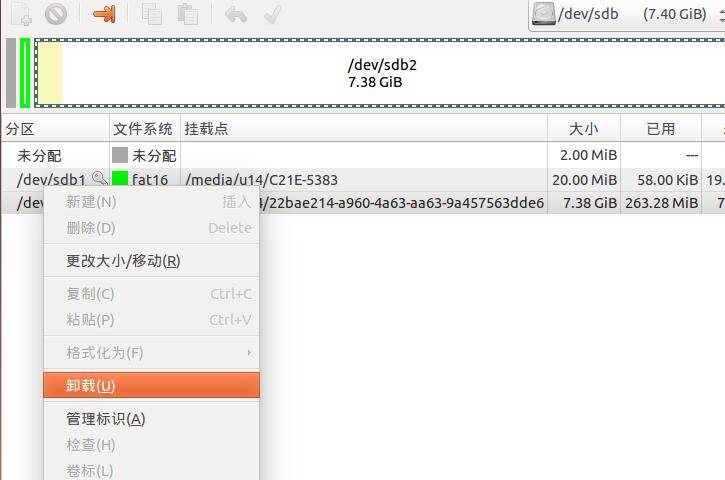 /dev/sdb (7.40 GiB)
/dev/sdb2
7.38 GiB
分区 文件系统 挂载点 大小 已用
未分配 未分配 2.00 MiB ---
/dev/sdb1 fat16 /media/u14/C21E-5383 20.00 MiB 58.00 KiB 19.
/dev 4/22bae214-a960-4a63-aa63-9a457563dde6 7.38 GiB 263.28 MiB 7
新建(N) 插入
删除(D) Delete
更改大小/移动(R)
复制(C) Ctrl+C
粘贴(P) Ctrl+V
格式化为(F)
卸载(U)
管理标识(A)
检查(H)
卷标(L)